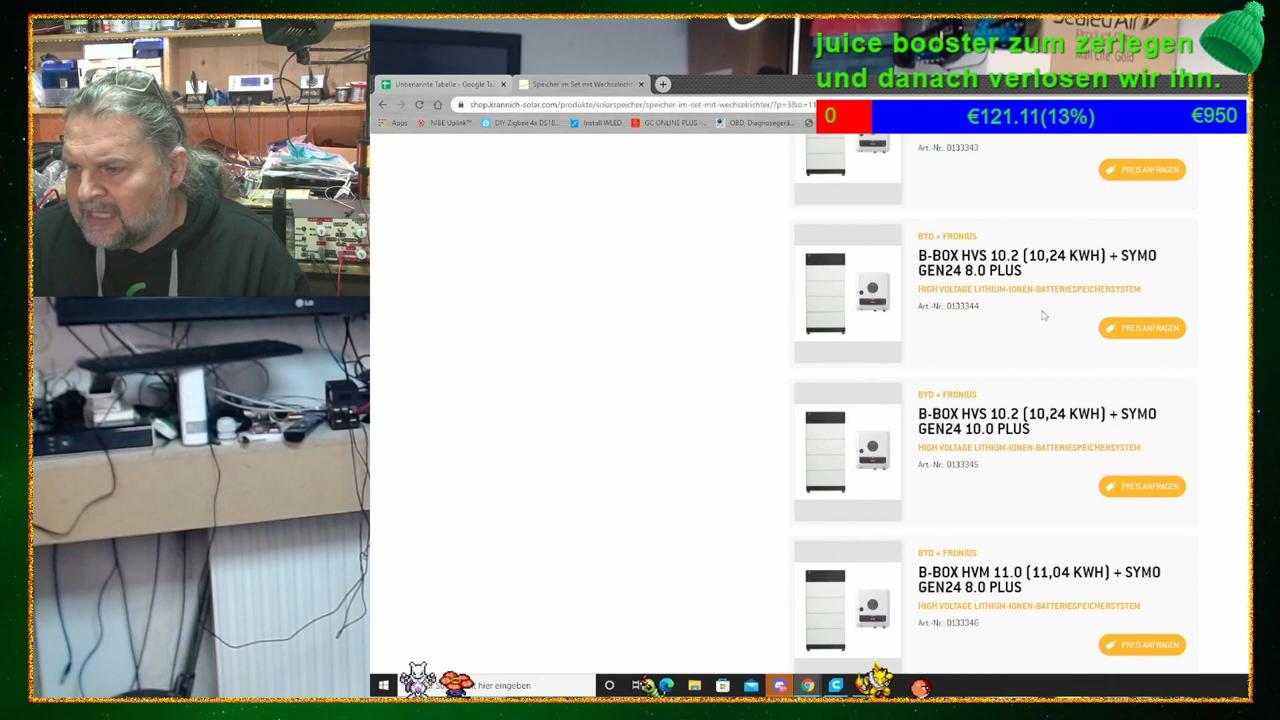 juice booster zum zerlegen
und danach verlosen wir ihn.
0 €121.11(13%) €950
Unbenannte Tabelle - Google Ta
Speicher im Set mit Wechselricht
shop.krannich-solar.com/produkte/solarspeicher/speicher-im-set-mit-wechselrichter/?p=3&o=1
Apps NIBE Uplink™ DIY Zigbee 4x DS18... Install WLED GC ONLINE PLUS -... OBD, Diagnosegerä...
Art.-Nr.: 0133343
PREIS ANFRAGEN
BYD + FRONIUS
B-BOX HVS 10.2 (10,24 KWH) + SYMO
GEN24 8.0 PLUS
HIGH VOLTAGE LITHIUM-IONEN-BATTERIESPEICHERSYSTEM
Art.-Nr.: 0133344
PREIS ANFRAGEN
BYD + FRONIUS
B-BOX HVS 10.2 (10,24 KWH) + SYMO
GEN24 10.0 PLUS
HIGH VOLTAGE LITHIUM-IONEN-BATTERIESPEICHERSYSTEM
Art.-Nr.: 0133345
PREIS ANFRAGEN
BYD + FRONIUS
B-BOX HVM 11.0 (11,04 KWH) + SYMO
GEN24 8.0 PLUS
HIGH VOLTAGE LITHIUM-IONEN-BATTERIESPEICHERSYSTEM
Art.-Nr.: 0133346
PREIS ANFRAGEN
hier eingeben
LG